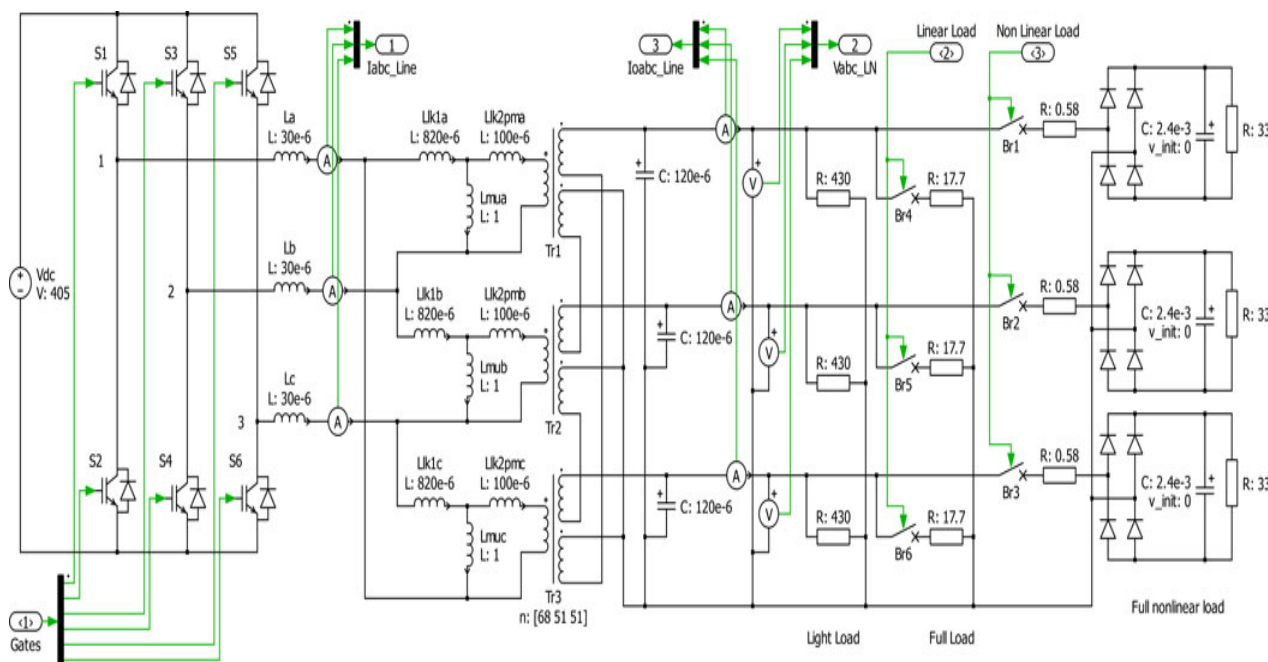 Vdc
V: 405
S1
S3
S5
S2
S4
S6
1
2
3
<1>
Gates
La
L: 30e-6
Lb
L: 30e-6
Lc
L: 30e-6
A
A
A
1
Iabc_Line
Llk1a
L: 820e-6
Llk2pma
L: 100e-6
Lmua
L: 1
Tr1
Llk1b
L: 820e-6
Llk2pmb
L: 100e-6
Lmub
L: 1
Tr2
Llk1c
L: 820e-6
Llk2pmc
L: 100e-6
Lmuc
L: 1
Tr3
n: [68 51 51]
C: 120e-6
C: 120e-6
C: 120e-6
3
Ioabc_Line
A
A
A
2
Vabc_LN
V
V
V
R: 430
R: 430
R: 430
Light Load
Linear Load
<2>
Br4
R: 17.7
Br5
R: 17.7
Br6
R: 17.7
Full Load
Non Linear Load
<3>
Br1
R: 0.58
Br2
R: 0.58
Br3
R: 0.58
C: 2.4e-3
v_init: 0
R: 33
C: 2.4e-3
v_init: 0
R: 33
C: 2.4e-3
v_init: 0
R: 33
Full nonlinear load